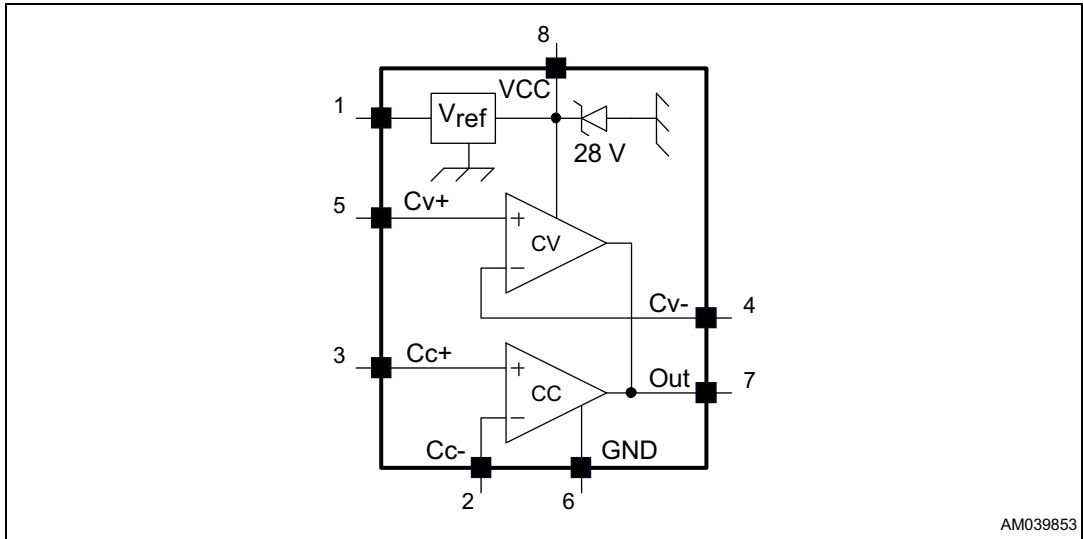 8
VCC
1
Vref
28 V
5
Cv+
+
CV
−
Cv-
4
3
Cc+
+
CC
−
Out
7
Cc-
GND
2
6
AM039853